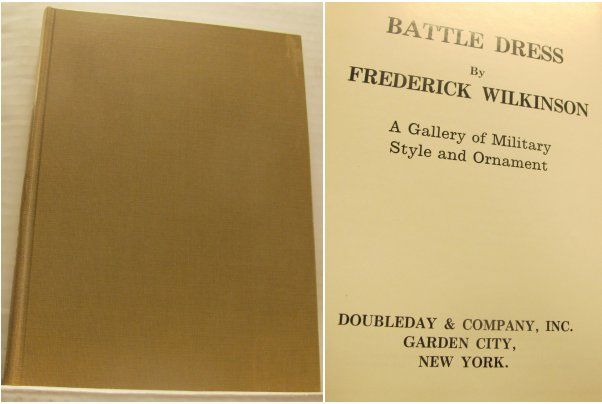 BATTLE DRESS
By
FREDERICK WILKINSON
A Gallery of Military
Style and Ornament
DOUBLEDAY & COMPANY, INC.
GARDEN CITY,
NEW YORK.